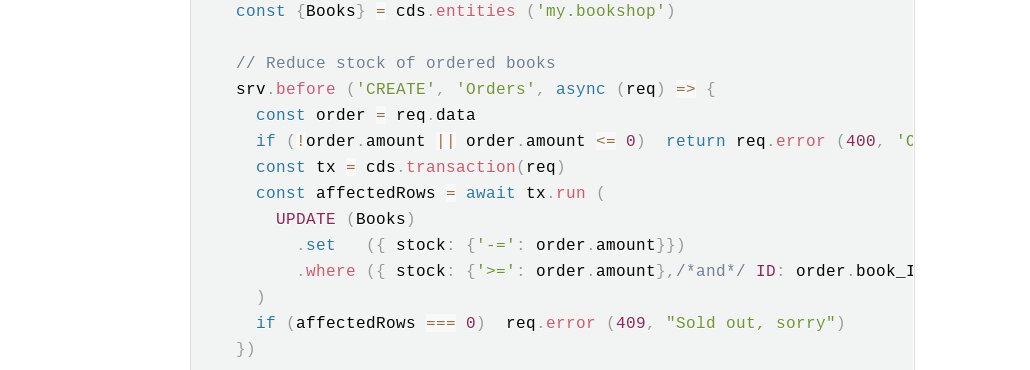 const {Books} = cds.entities ('my.bookshop')
// Reduce stock of ordered books
srv.before ('CREATE', 'Orders', async (req) => {
const order = req.data
if (!order.amount || order.amount <= 0)  return req.error (400, '
const tx = cds.transaction(req)
const affectedRows = await tx.run (
UPDATE (Books)
.set   ({ stock: {'-=': order.amount}})
.where ({ stock: {'>=': order.amount},/*and*/ ID: order.
)
if (affectedRows === 0)  req.error (409, "Sold out, sorry")
})